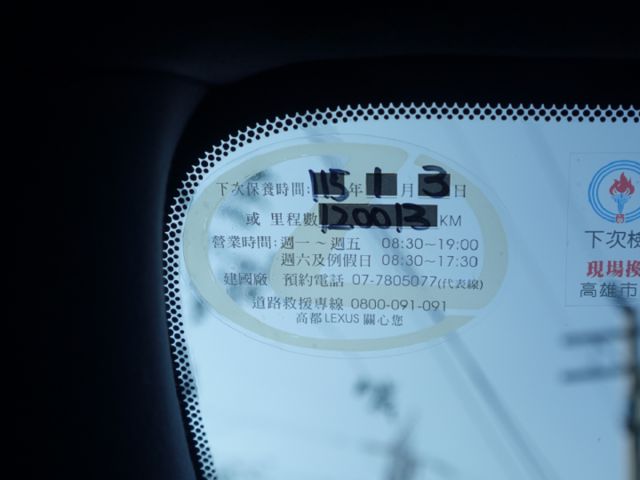 下次保養時間:115年1月3日
或 里程數120013KM
營業時間:週一~週五 08:30~19:00
週六及例假日 08:30~17:30
建國廠 預約電話 07-7805077(代表線)
道路救援專線 0800-091-091
高都LEXUS關心您
下次檢
現場換
高雄市